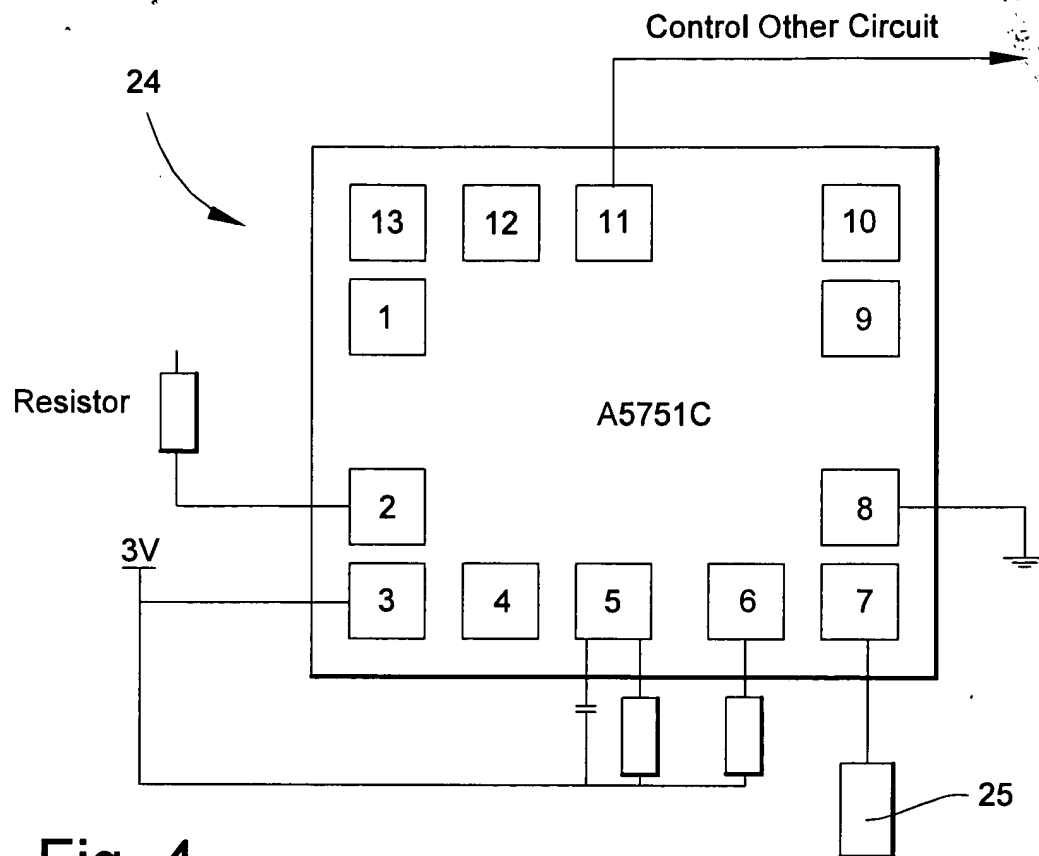 Control Other Circuit
24
13 12 11 10
1 9
Resistor
A5751C
2 8
3V
3 4 5 6 7
25
Fig. 4